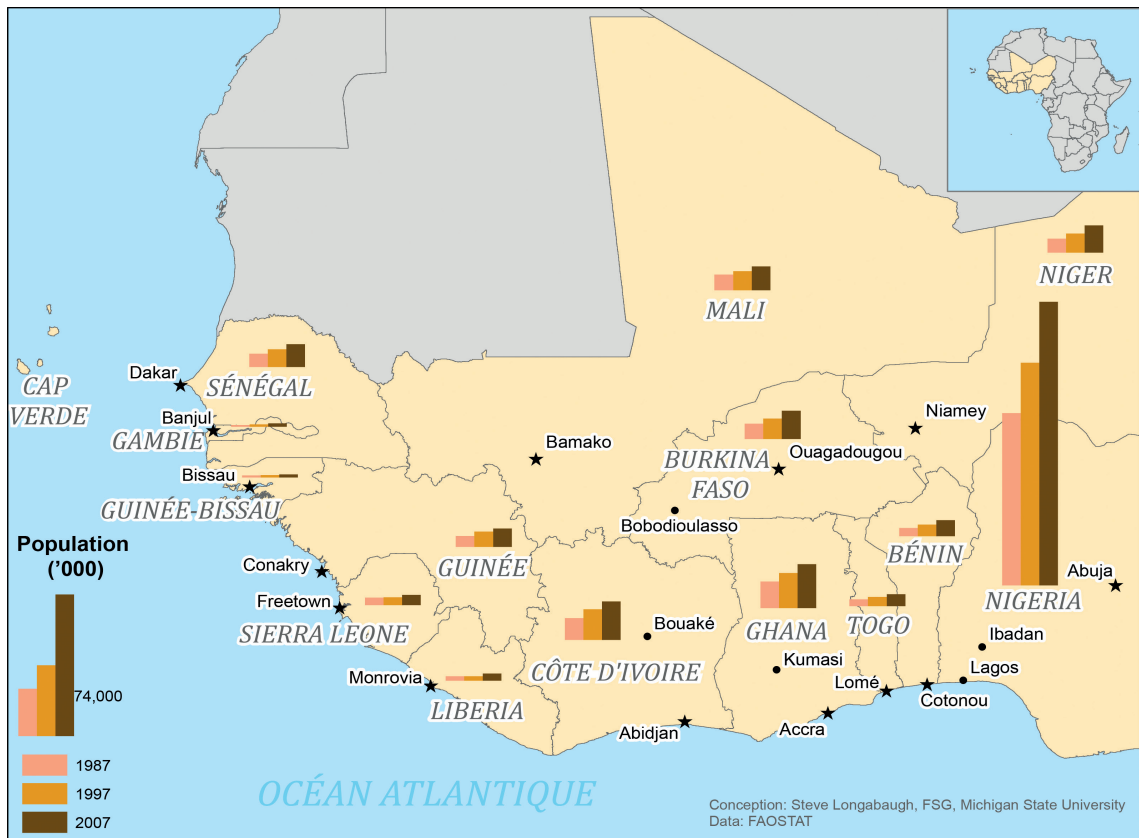 NIGER
MALI
Dakar
SÉNÉGAL
CAP
VERDE
Banjul
GAMBIE
Niamey
Bamako
BURKINA
FASO
Ouagadougou
Bissau
GUINÉE-BISSAU
Bobodioulasso
Population
('000)
74,000
1987
1997
2007
Conakry
GUINÉE
BÉNIN
Abuja
NIGERIA
Freetown
SIERRA LEONE
Bouaké
CÔTE D'IVOIRE
GHANA
TOGO
Ibadan
Kumasi
Lagos
Monrovia
LIBERIA
Lomé
Cotonou
Abidjan
Accra
OCÉAN ATLANTIQUE
Conception: Steve Longabaugh, FSG, Michigan State University
Data: FAOSTAT